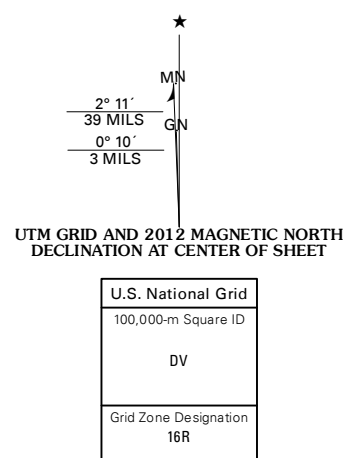 MN
2° 11´
39 MILS
GN
0° 10´
3 MILS
UTM GRID AND 2012 MAGNETIC NORTH
DECLINATION AT CENTER OF SHEET
U.S. National Grid
100,000-m Square ID
DV
Grid Zone Designation
16R